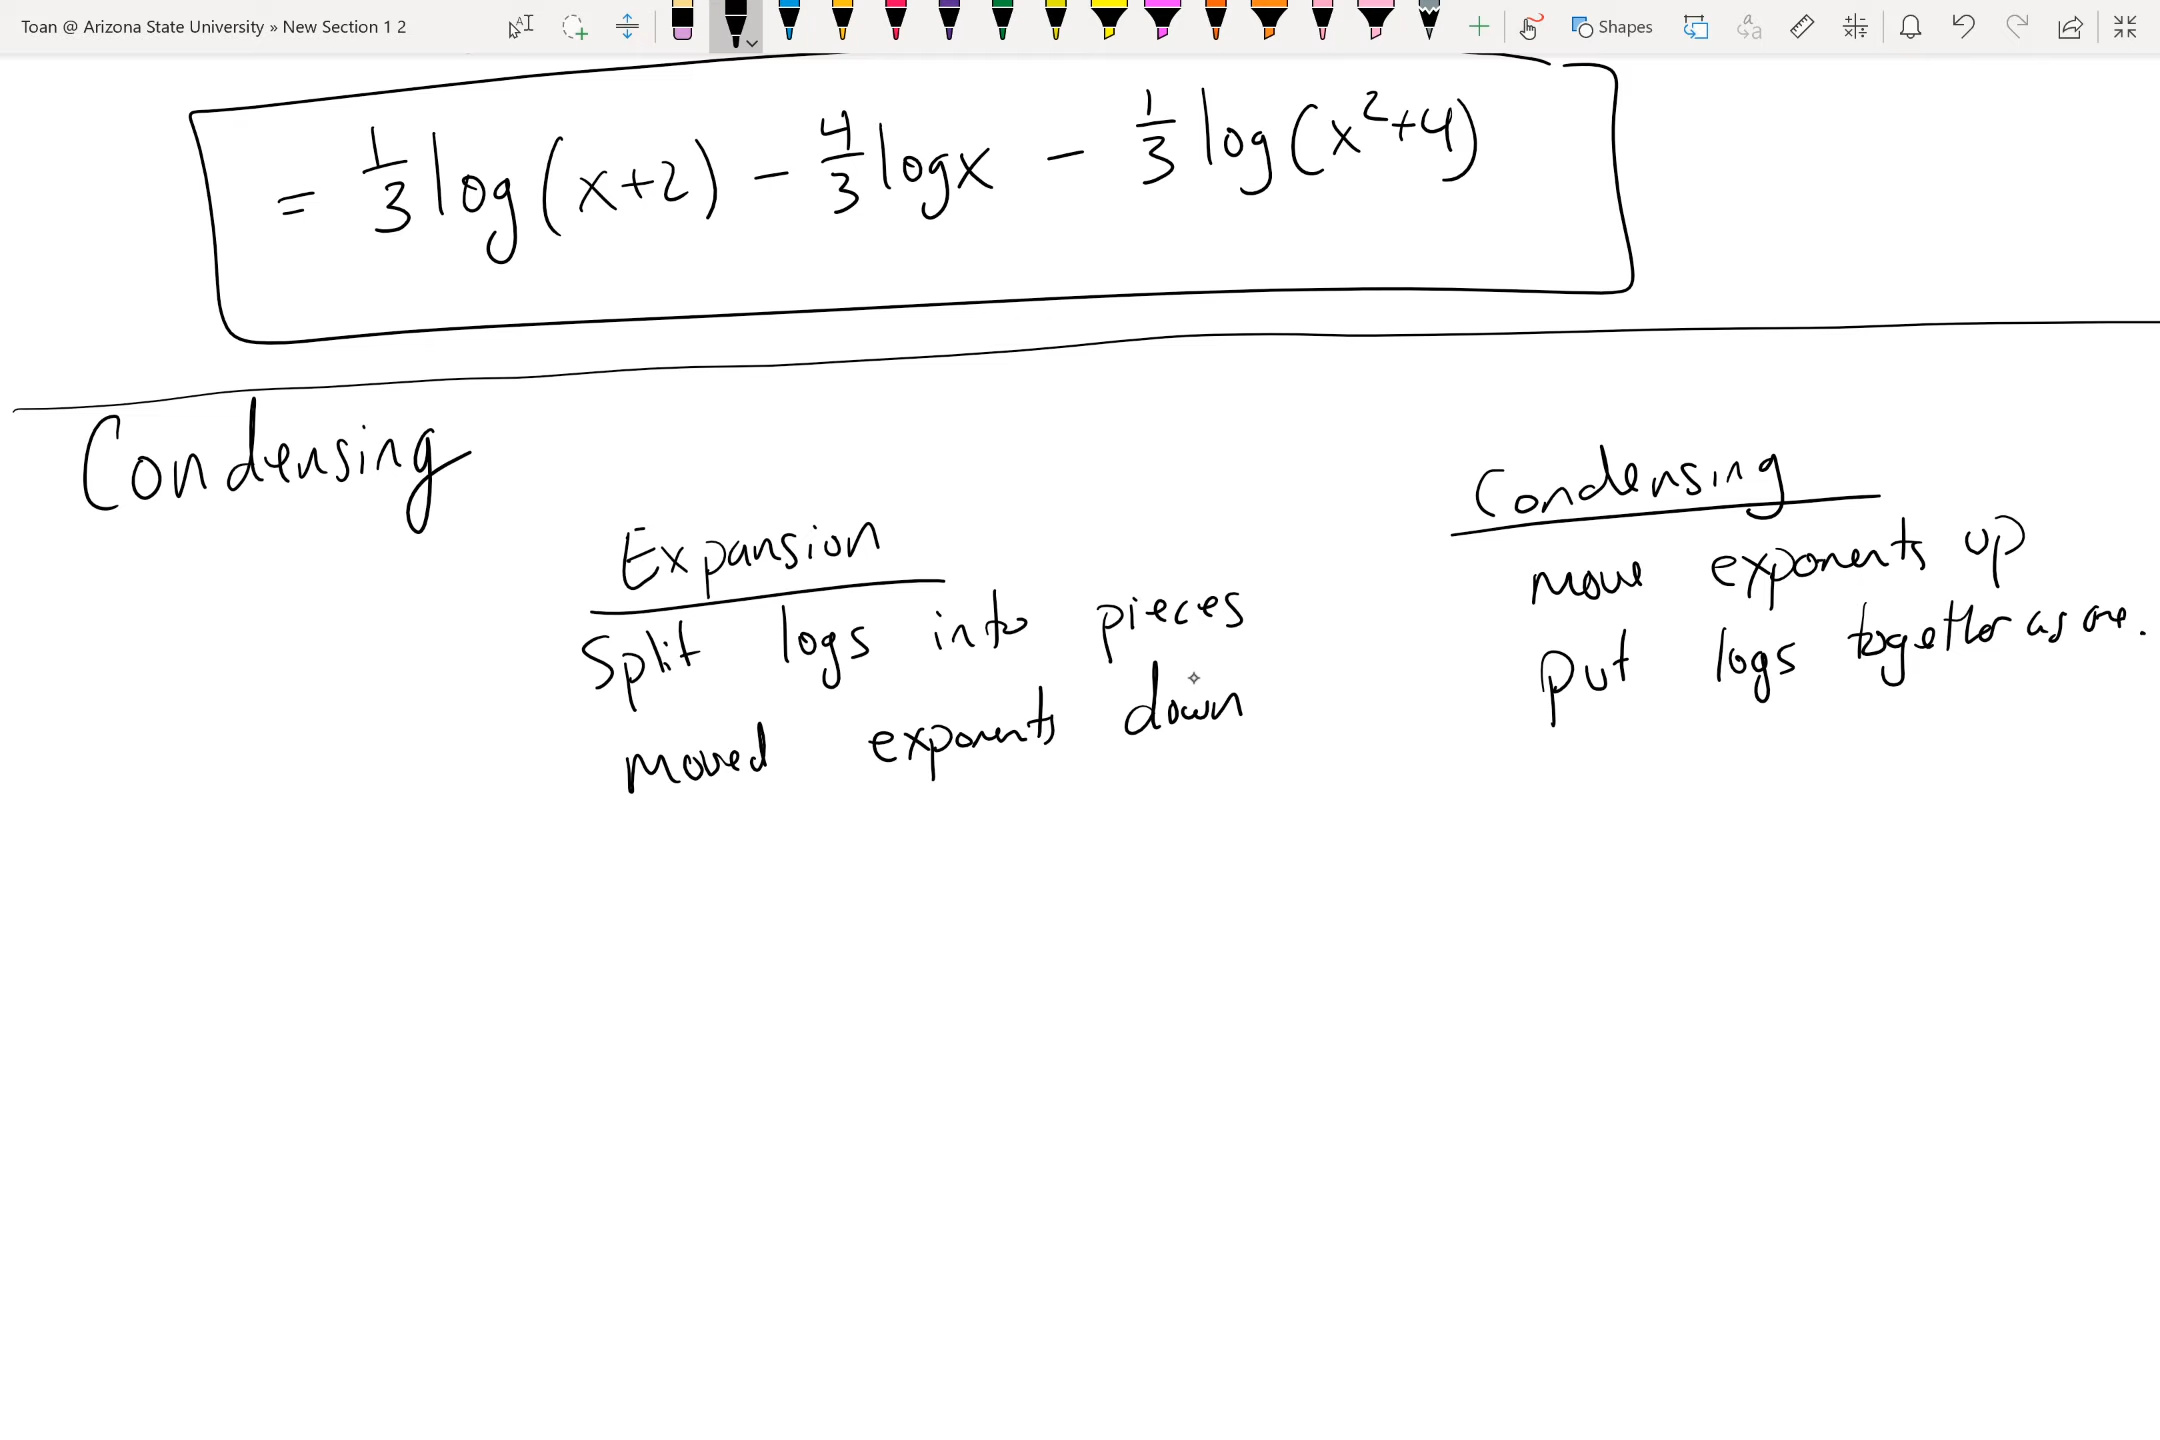 Toan @ Arizona State University » New Section 1 2
Shapes
= 1/3 log(x+2) - 4/3 logx - 1/3 log(x²+4)
Condensing
Expansion
Split logs into pieces
moved exponents down
Condensing
move exponents up
put logs together as one.